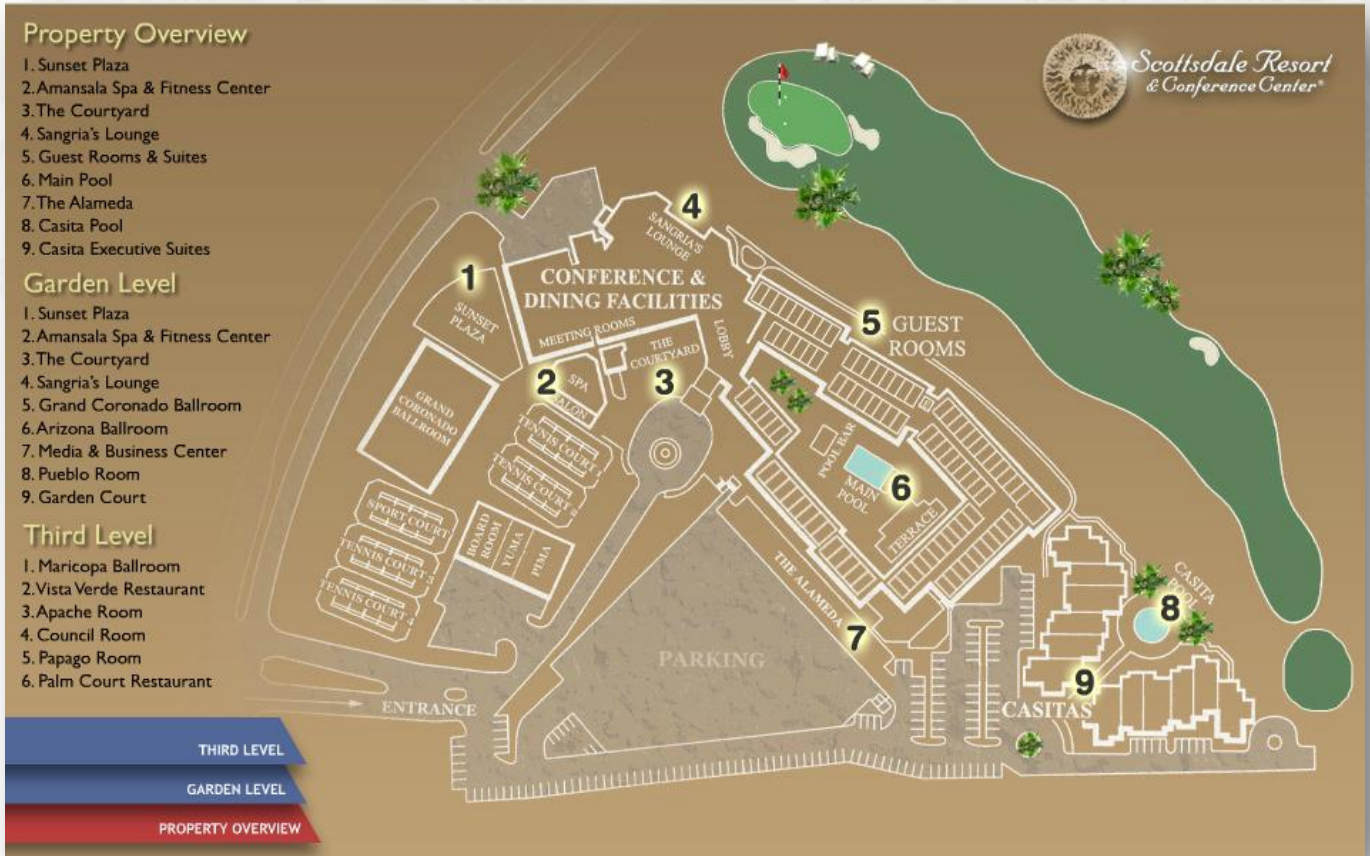 Property Overview
1. Sunset Plaza
2. Amansala Spa & Fitness Center
3. The Courtyard
4. Sangria's Lounge
5. Guest Rooms & Suites
6. Main Pool
7. The Alameda
8. Casita Pool
9. Casita Executive Suites
Garden Level
1. Sunset Plaza
2. Amansala Spa & Fitness Center
3. The Courtyard
4. Sangria's Lounge
5. Grand Coronado Ballroom
6. Arizona Ballroom
7. Media & Business Center
8. Pueblo Room
9. Garden Court
Third Level
1. Maricopa Ballroom
2. Vista Verde Restaurant
3. Apache Room
4. Council Room
5. Papago Room
6. Palm Court Restaurant
THIRD LEVEL
GARDEN LEVEL
PROPERTY OVERVIEW
Scottsdale Resort
& Conference Center®
4
SANGRIA'S
LOUNGE
CONFERENCE &
DINING FACILITIES
MEETING ROOMS
LOBBY
1
SUNSET
PLAZA
5
GUEST
ROOMS
THE
COURTYARD
3
2
SPA
SALON
GRAND
CORONADO
BALLROOM
TENNIS COURT 1
TENNIS COURT 2
SPORT COURT
TENNIS COURT 3
TENNIS COURT 4
BOARD
ROOM
YUMA
PIMA
POOL BAR
MAIN
POOL
6
TERRACE
THE ALAMEDA
7
PARKING
ENTRANCE
CASITA
POOL
8
9
CASITAS